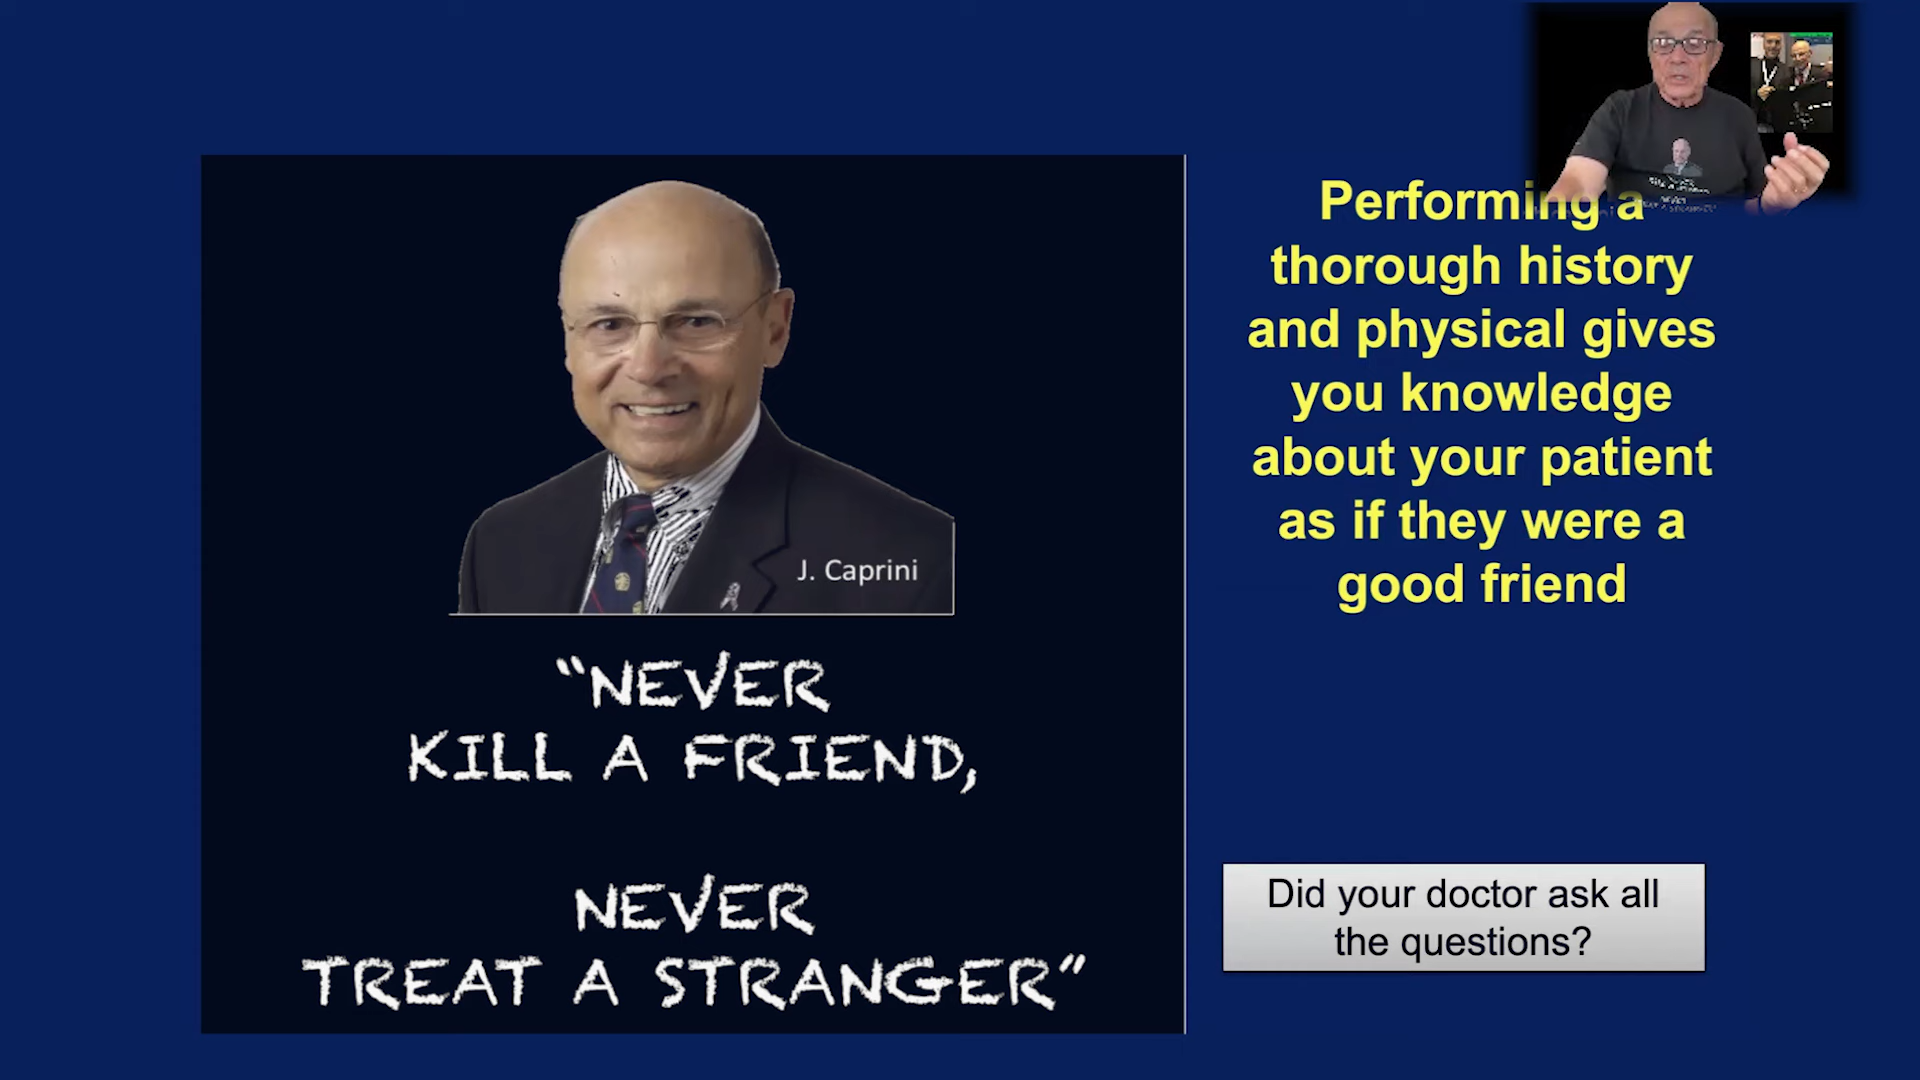 Performing a
thorough history
and physical gives
you knowledge
about your patient
as if they were a
good friend
J. Caprini
“NEVER
KILL A FRIEND,
NEVER
TREAT A STRANGER”
Did your doctor ask all
the questions?